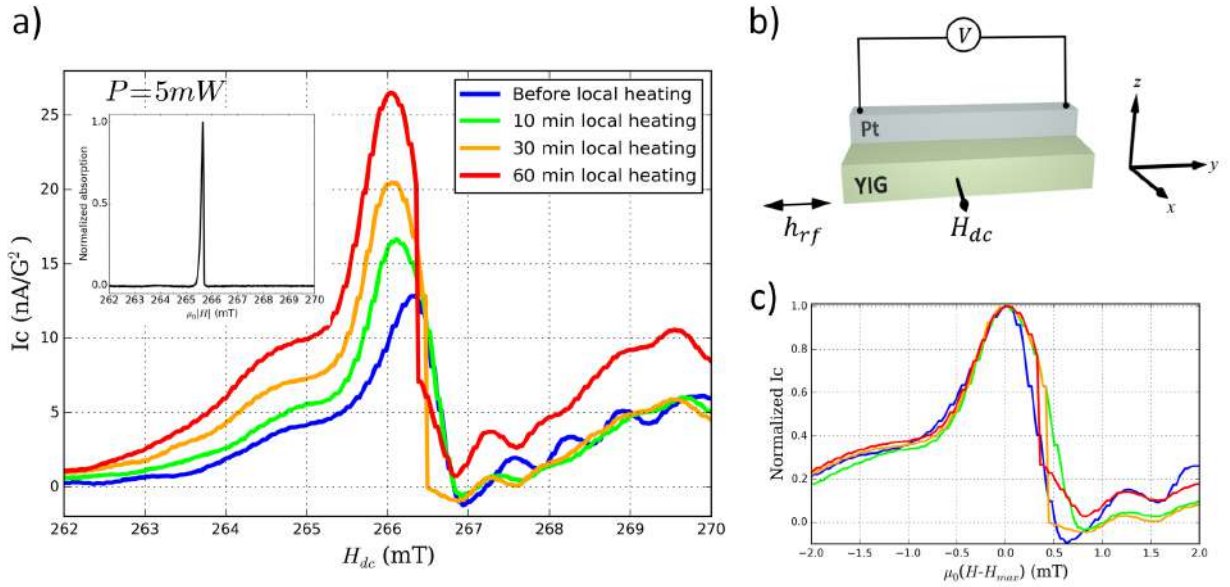 a)
P=5mW
Before local heating
10 min local heating
30 min local heating
60 min local heating
Ic (nA/G²)
25
20
15
10
5
0
Normalized absorption
1.0
0.5
0.0
262 263 264 265 266 267 268 269 270
μ₀|H| (mT)
262 263 264 265 266 267 268 269 270
H_dc (mT)
b)
V
Pt
YIG
h_rf
H_dc
z
y
x
c)
Normalized Ic
1.0
0.8
0.6
0.4
0.2
0.0
−2.0 −1.5 −1.0 −0.5 0.0 0.5 1.0 1.5 2.0
μ₀(H-H_max) (mT)